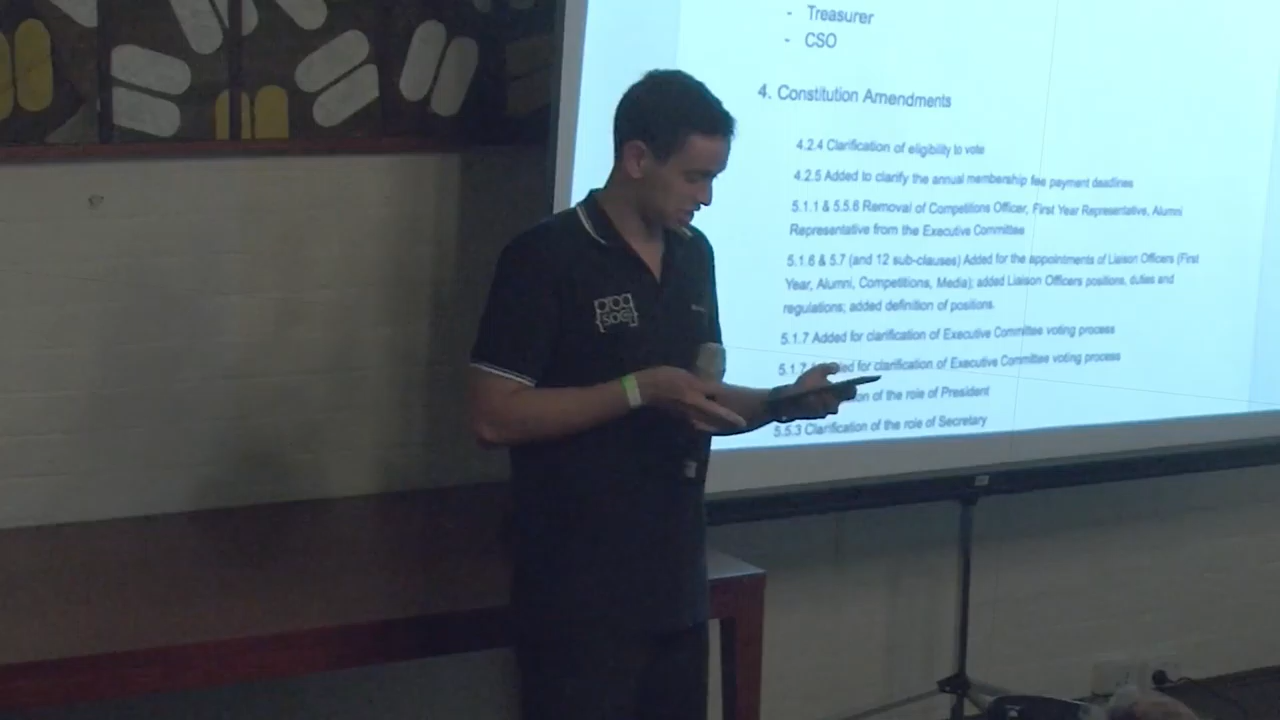 - Treasurer
- CSO
4. Constitution Amendments
4.2.4 Clarification of eligibility to vote
4.2.5 Added to clarify the annual membership fee payment deadlines
5.1.1 & 5.5.6 Removal of Competitions Officer, First Year Representative, Alumni
Representative from the Executive Committee
5.1.6 & 5.7 (and 12 sub-clauses) Added for the appointments of Liaison Officers (First
Year, Alumni, Competitions, Media); added Liaison Officers positions, duties and
regulations; added definition of positions.
5.1.7 Added for clarification of Executive Committee voting process
5.1.7 for clarification of Executive Committee voting process
of the role of President
5.5.3 Clarification of the role of Secretary
prog
{soc}